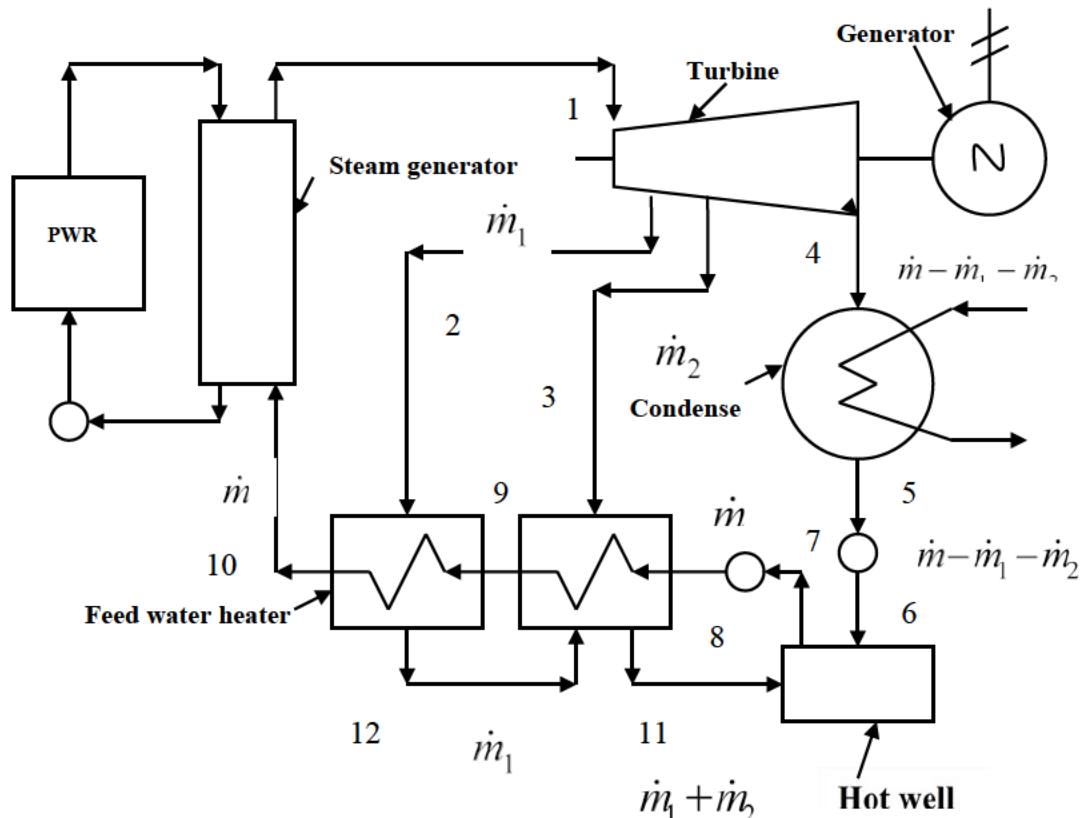 Generator
Turbine
1
Steam generator
PWR
ṁ₁
4
ṁ − ṁ₁ − ṁ₂
2
ṁ₂
3
Condense
ṁ
9
5
ṁ
7
ṁ − ṁ₁ − ṁ₂
10
Feed water heater
8
6
12
ṁ₁
11
ṁ₁ + ṁ₂
Hot well